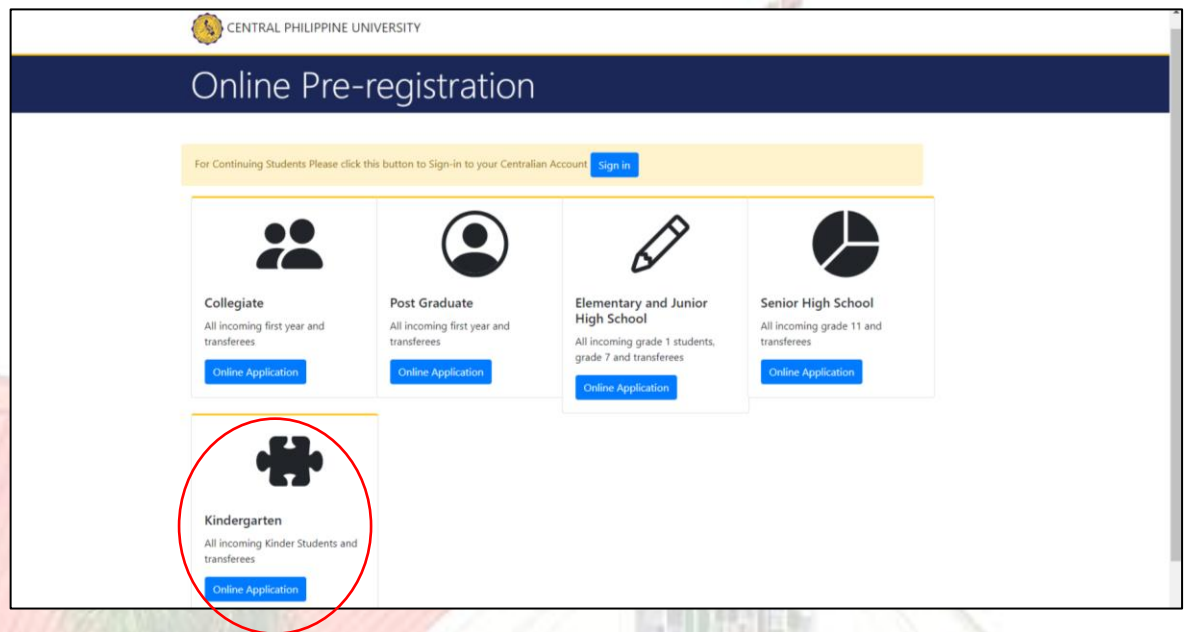 CENTRAL PHILIPPINE UNIVERSITY
Online Pre-registration
For Continuing Students Please click this button to Sign-in to your Centralian Account Sign in
Collegiate
All incoming first year and
transferees
Online Application
Post Graduate
All incoming first year and
transferees
Online Application
Elementary and Junior
High School
All incoming grade 1 students,
grade 7 and transferees
Online Application
Senior High School
All incoming grade 11 and
transferees
Online Application
Kindergarten
All incoming Kinder Students and
transferees
Online Application